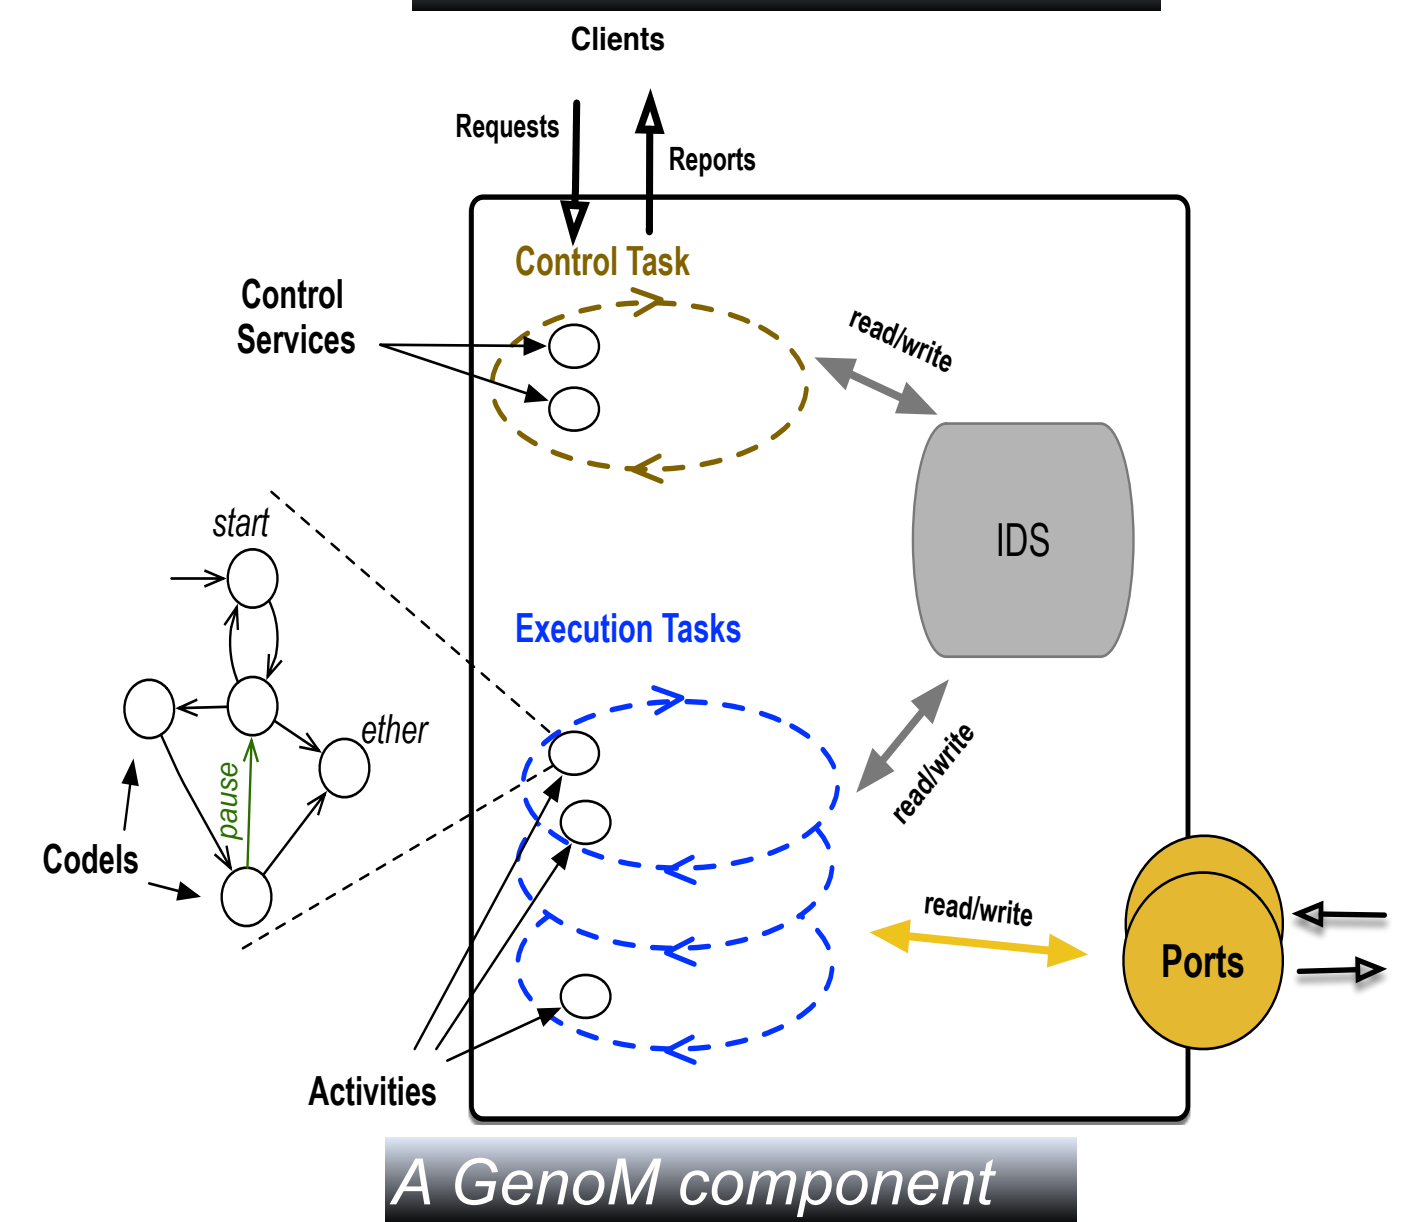 Clients
Requests
Reports
Control Task
Control
Services
read/write
IDS
start
Execution Tasks
ether
pause
read/write
Codels
read/write
Ports
Activities
A GenoM component